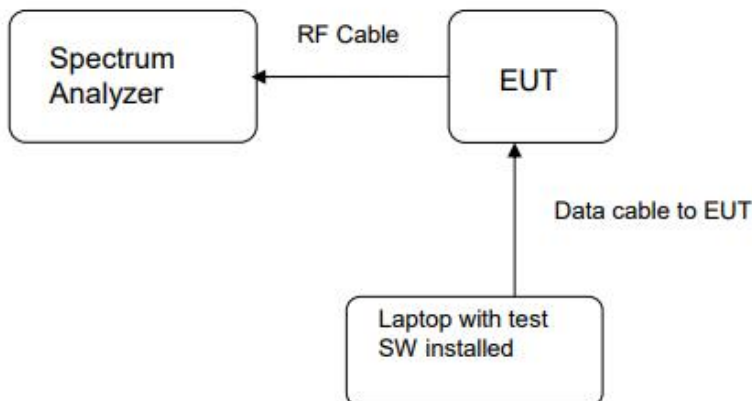 RF Cable
Spectrum
Analyzer
EUT
Data cable to EUT
Laptop with test
SW installed